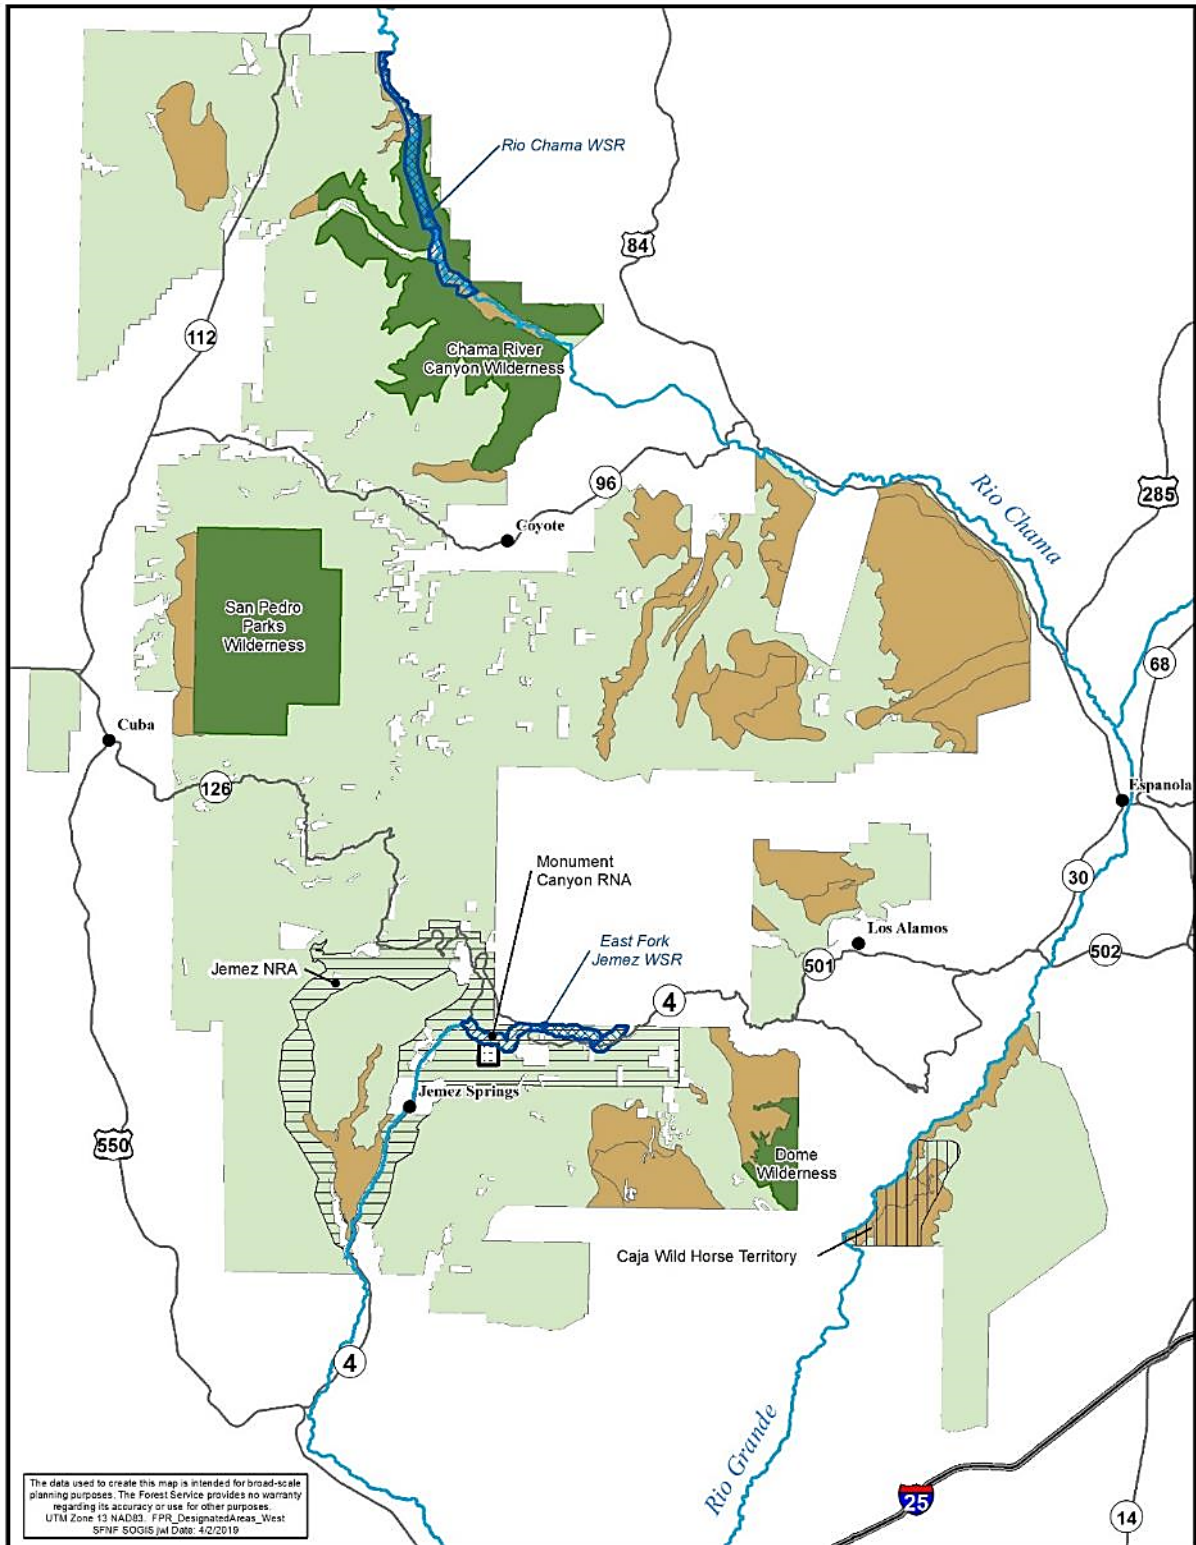 Rio Chama WSR
84
112
Chama River
Canyon Wilderness
96
Rio Chama
285
Coyote
San Pedro
Parks
Wilderness
68
Cuba
126
Espanola
Monument
Canyon RNA
30
Los Alamos
East Fork
Jemez WSR
502
501
Jemez NRA
4
Jemez Springs
550
Dome
Wilderness
Caja Wild Horse Territory
4
Rio Grande
25
14
The data used to create this map is intended for broad-scale
planning purposes. The Forest Service provides no warranty
regarding its accuracy or use for other purposes.
UTM Zone 13 NAD83. FPR_DesignatedAreas_West
SFNF SOGIS jwl Date: 4/2/2019